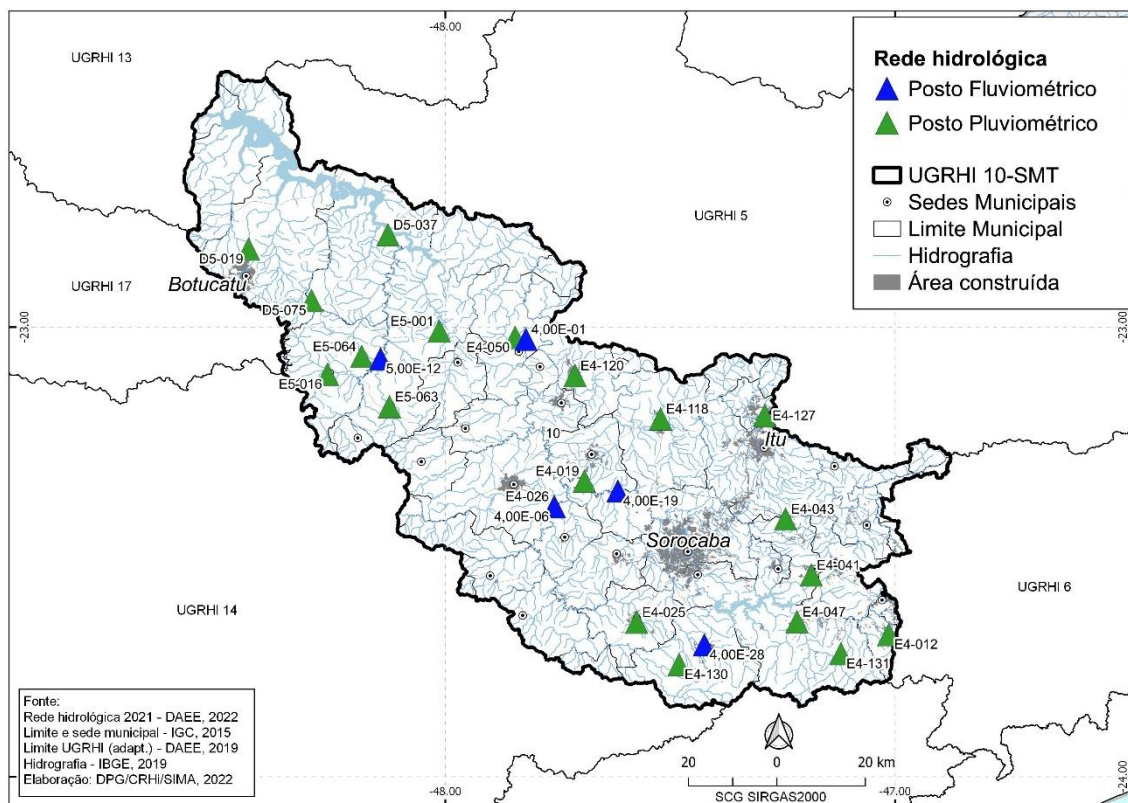 -48.00
UGRHI 13
Rede hidrológica
Posto Fluviométrico
Posto Pluviométrico
UGRHI 10-SMT
Sedes Municipais
Limite Municipal
Hidrografia
Área construída
UGRHI 5
D5-037
D5-019
Botucatu
UGRHI 17
D5-075
-23.00
-23.00
E5-001
4,00E-01
E4-050
E5-064
5,00E-12
E5-016
E4-120
E5-063
E4-118
E4-127
Itu
10
E4-019
E4-026
4,00E-19
4,00E-06
E4-043
Sorocaba
E4-041
UGRHI 6
UGRHI 14
E4-025
E4-047
E4-012
4,00E-28
E4-131
E4-130
Fonte:
Rede hidrológica 2021 - DAEE, 2022
Limite e sede municipal - IGC, 2015
Limite UGRHI (adapt.) - DAEE, 2019
Hidrografia - IBGE, 2019
Elaboração: DPG/CRHi/SIMA, 2022
20 0 20 km
SCG SIRGAS2000
-48.00
-47.00
-24.00